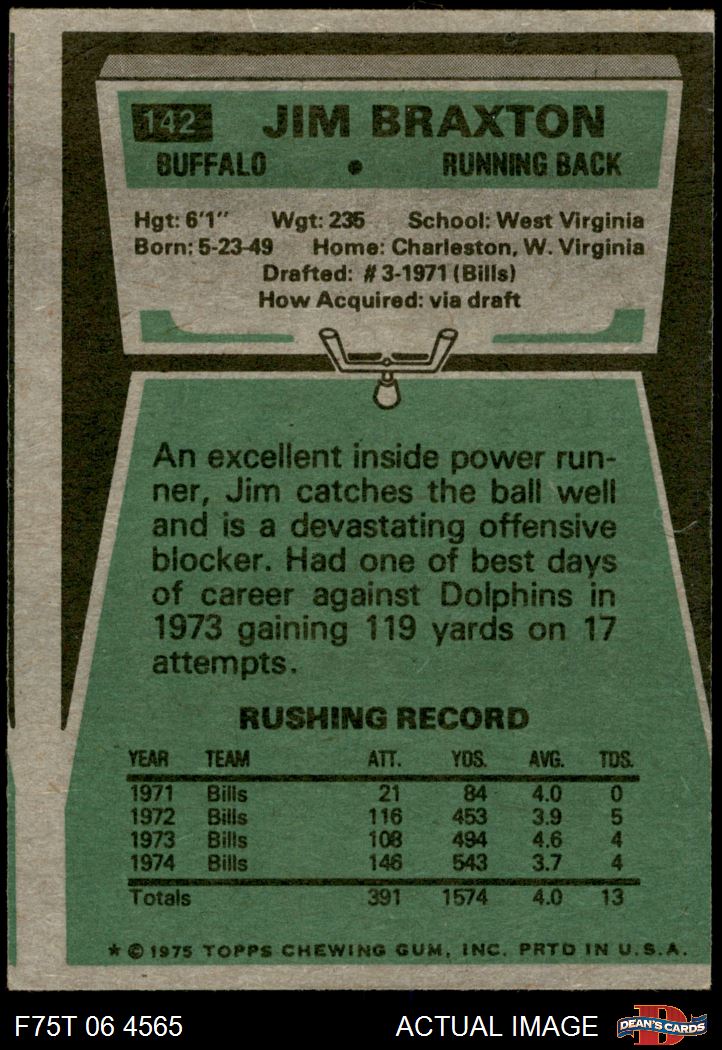 142 JIM BRAXTON
BUFFALO • RUNNING BACK
Hgt: 6'1" Wgt: 235 School: West Virginia
Born: 5-23-49 Home: Charleston, W. Virginia
Drafted: #3-1971 (Bills)
How Acquired: via draft
An excellent inside power run-
ner, Jim catches the ball well
and is a devastating offensive
blocker. Had one of best days
of career against Dolphins in
1973 gaining 119 yards on 17
attempts.
RUSHING RECORD
YEAR TEAM ATT. YDS. AVG. TDS.
1971 Bills 21 84 4.0 0
1972 Bills 116 453 3.9 5
1973 Bills 108 494 4.6 4
1974 Bills 146 543 3.7 4
Totals 391 1574 4.0 13
* © 1975 TOPPS CHEWING GUM, INC. PRTD IN U.S.A.
F75T 06 4565 ACTUAL IMAGE D DEAN'S CARDS